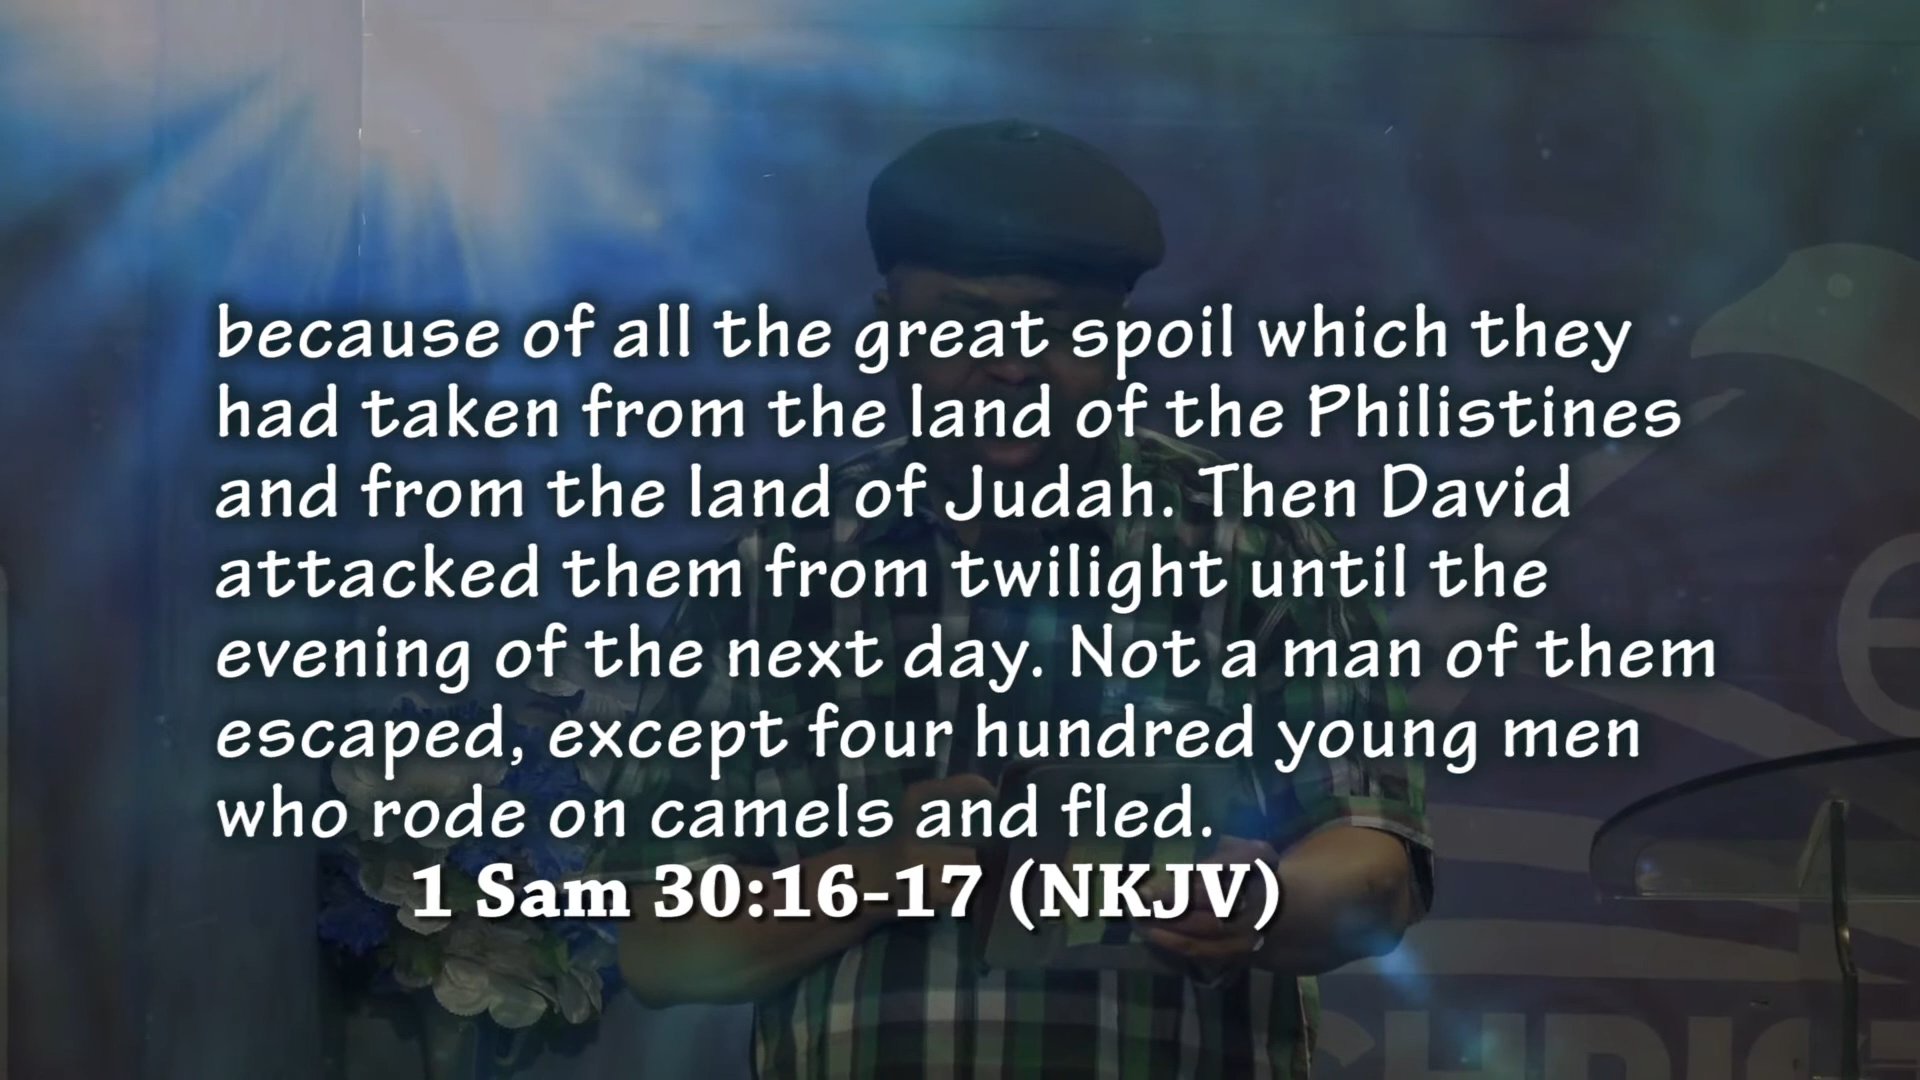 because of all the great spoil which they
had taken from the land of the Philistines
and from the land of Judah. Then David
attacked them from twilight until the
evening of the next day. Not a man of them
escaped, except four hundred young men
who rode on camels and fled.
1 Sam 30:16-17 (NKJV)